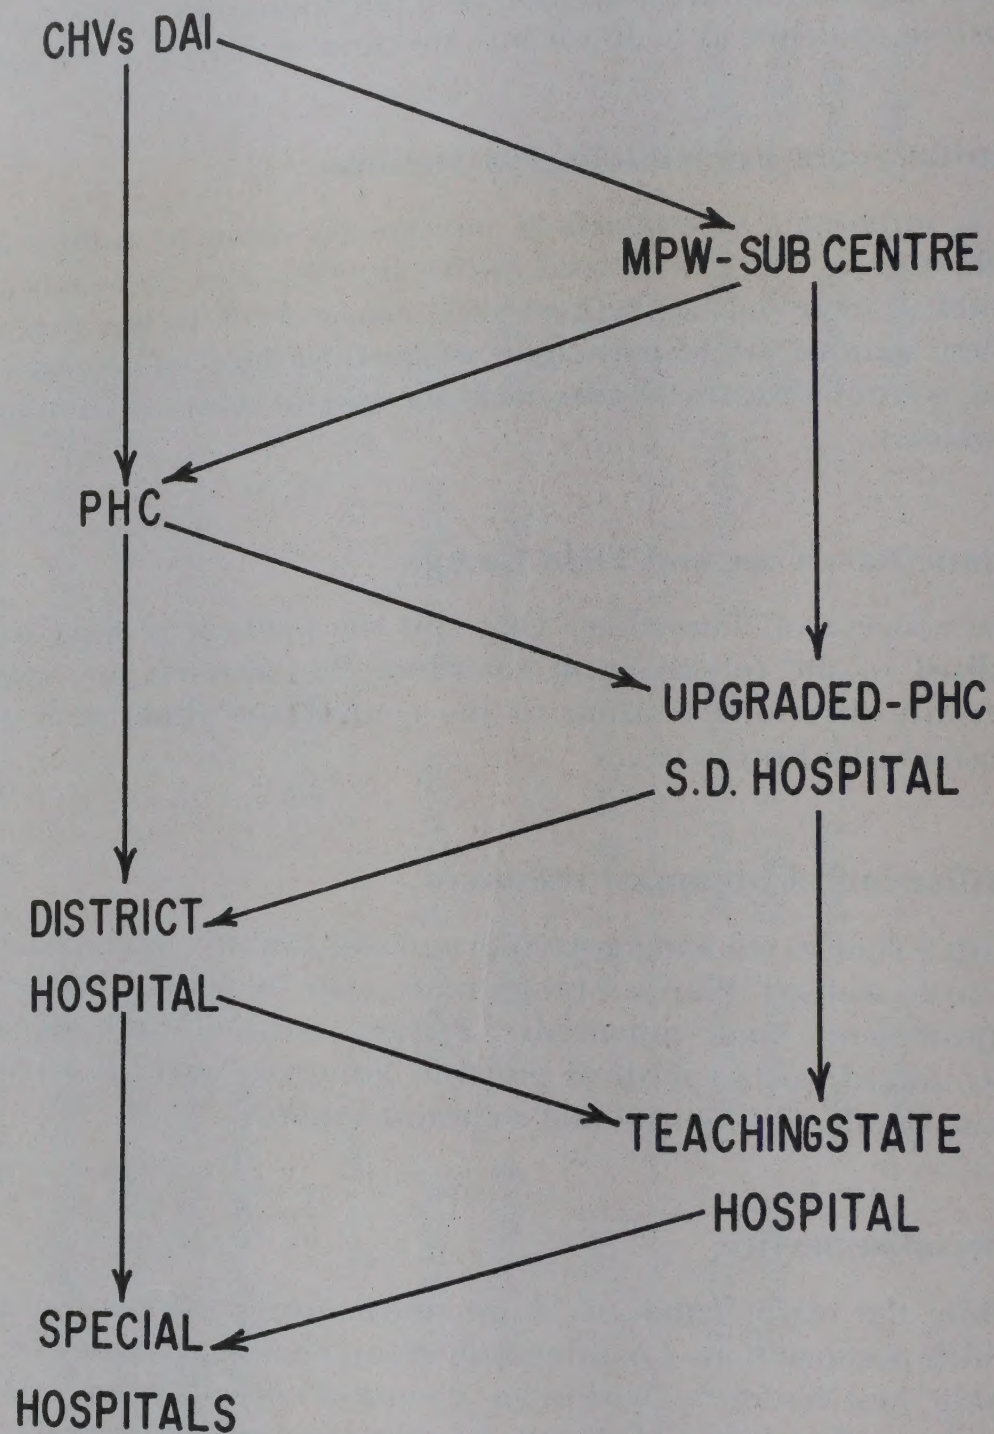 CHVs DAI
MPW-SUB CENTRE
PHC
UPGRADED-PHC
S.D. HOSPITAL
DISTRICT
HOSPITAL
TEACHINGSTATE
HOSPITAL
SPECIAL
HOSPITALS